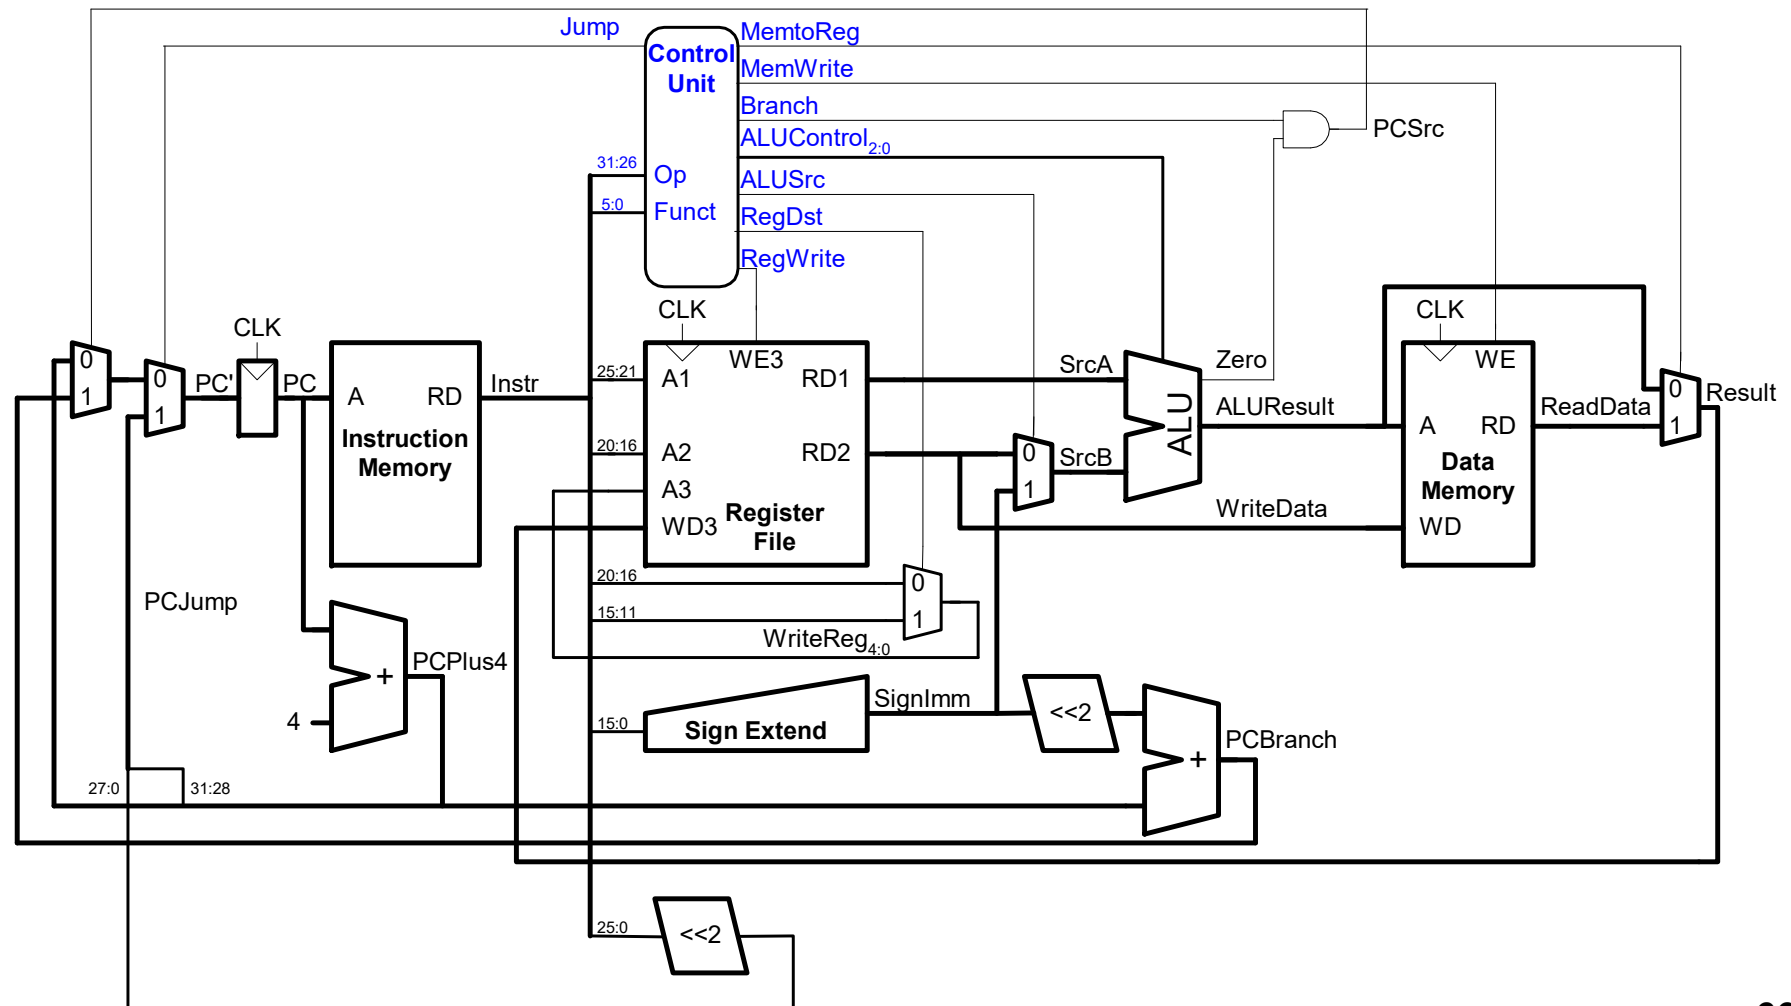 Jump
MemtoReg
Control
Unit
MemWrite
Branch
ALUControl2:0
PCSrc
31:26
Op
ALUSrc
5:0
Funct
RegDst
RegWrite
CLK
CLK
CLK
0
1
0
1
PC'
PC
A
RD
Instruction
Memory
Instr
25:21
A1
WE3
RD1
20:16
A2
RD2
A3
WD3
Register
File
SrcA
0
1
SrcB
ALU
Zero
ALUResult
WriteData
WE
A
RD
Data
Memory
WD
ReadData
0
1
Result
20:16
0
15:11
1
WriteReg4:0
PCJump
PCPlus4
+
4
SignImm
15:0
Sign Extend
<<2
PCBranch
+
27:0
31:28
25:0
<<2